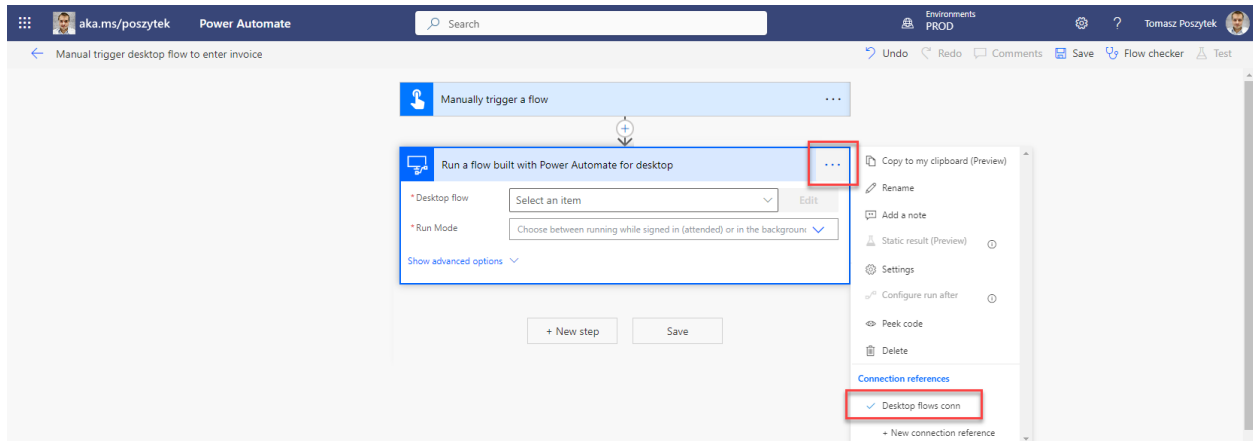 aka.ms/poszytek Power Automate Search Environments
PROD ? Tomasz Poszytek
Manual trigger desktop flow to enter invoice Undo Redo Comments Save Flow checker Test
Manually trigger a flow ...
Run a flow built with Power Automate for desktop ...
* Desktop flow Select an item Edit
* Run Mode Choose between running while signed in (attended) or in the backgroun
Show advanced options
+ New step Save
Copy to my clipboard (Preview)
Rename
Add a note
Static result (Preview)
Settings
Configure run after
Peek code
Delete
Connection references
Desktop flows conn
+ New connection reference